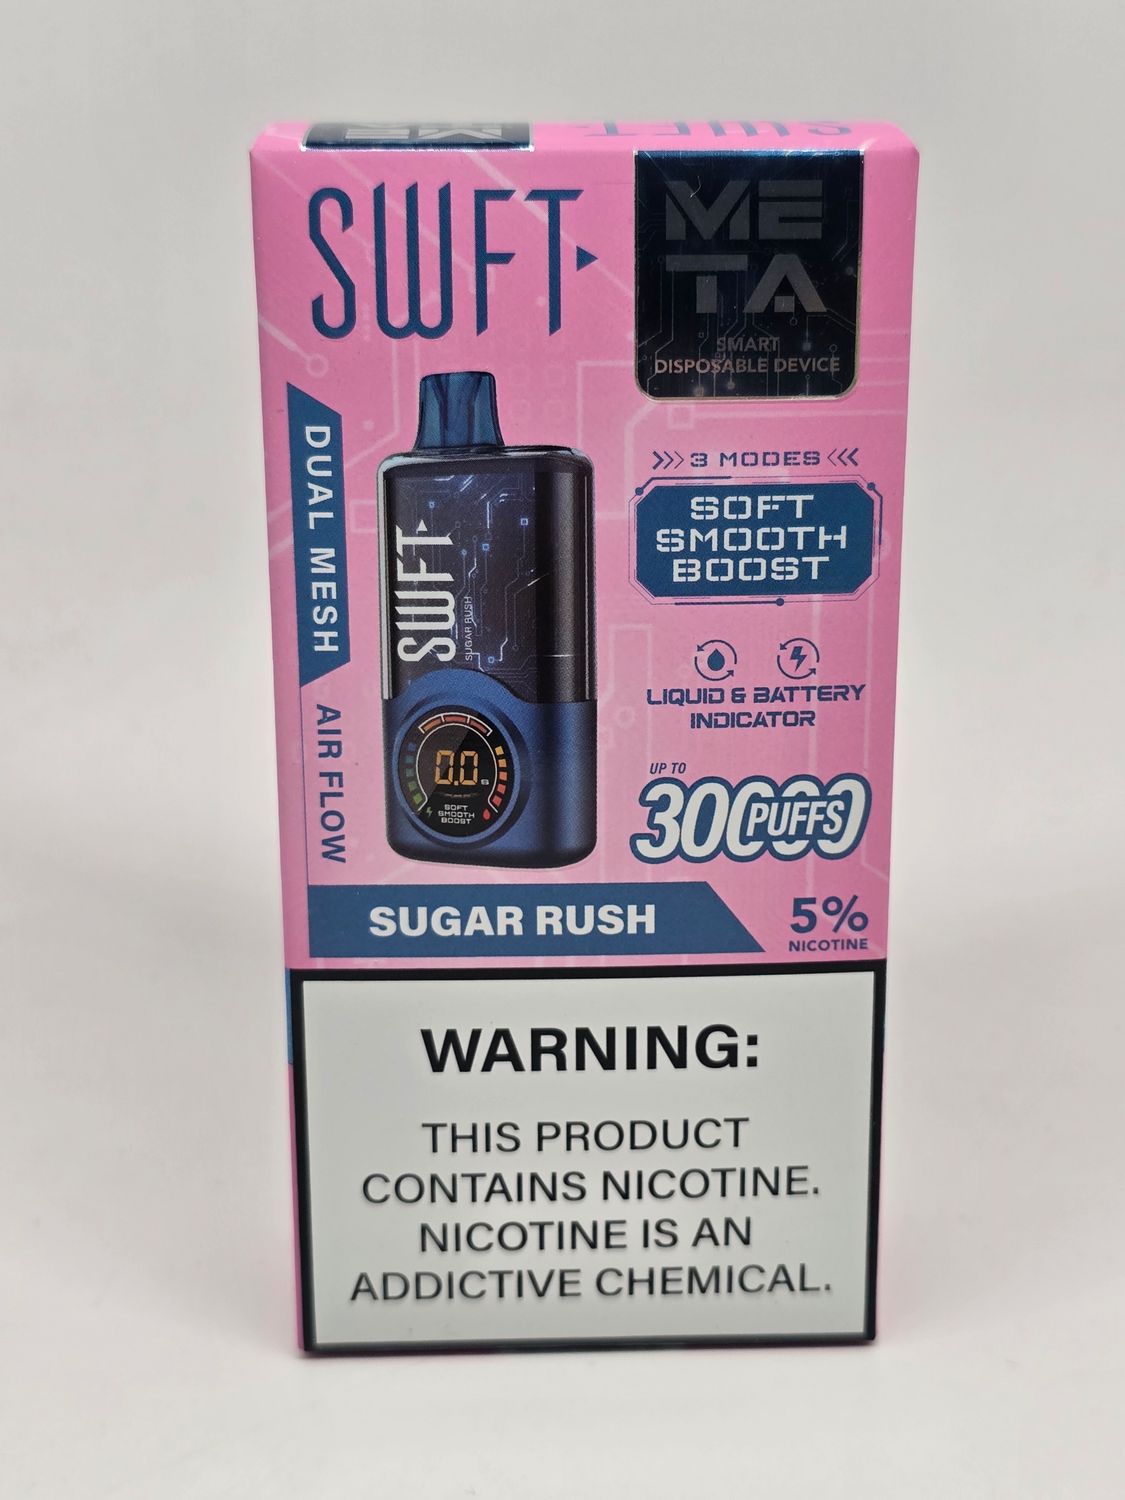 SWFT
SWFT
META
SMART
DISPOSABLE DEVICE
DUAL MESH
AIR FLOW
SWFT
SUGAR RUSH
0.0
SOFT
SMOOTH
BOOST
>>> 3 MODES <<<
SOFT
SMOOTH
BOOST
LIQUID & BATTERY
INDICATOR
UP TO
30000 PUFFS
SUGAR RUSH
5%
NICOTINE
WARNING:
THIS PRODUCT
CONTAINS NICOTINE.
NICOTINE IS AN
ADDICTIVE CHEMICAL.